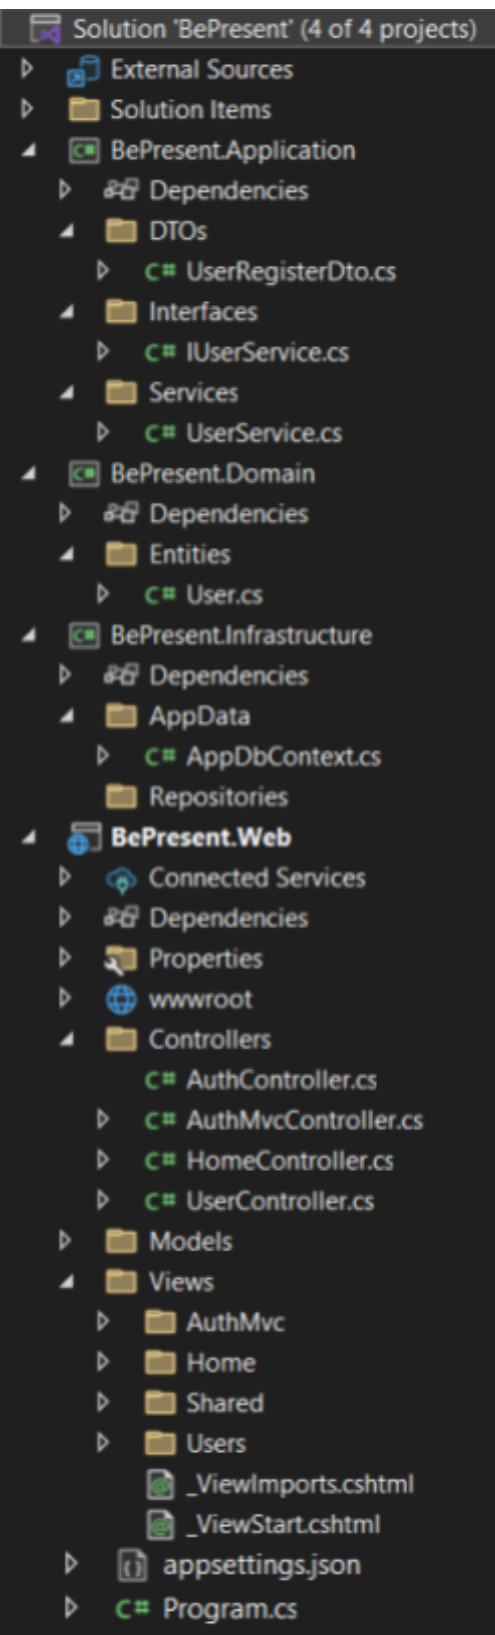 Solution 'BePresent' (4 of 4 projects)
External Sources
Solution Items
BePresent.Application
Dependencies
DTOs
UserRegisterDto.cs
Interfaces
IUserService.cs
Services
UserService.cs
BePresent.Domain
Dependencies
Entities
User.cs
BePresent.Infrastructure
Dependencies
AppData
AppDbContext.cs
Repositories
BePresent.Web
Connected Services
Dependencies
Properties
wwwroot
Controllers
AuthController.cs
AuthMvcController.cs
HomeController.cs
UserController.cs
Models
Views
AuthMvc
Home
Shared
Users
_ViewImports.cshtml
_ViewStart.cshtml
appsettings.json
Program.cs